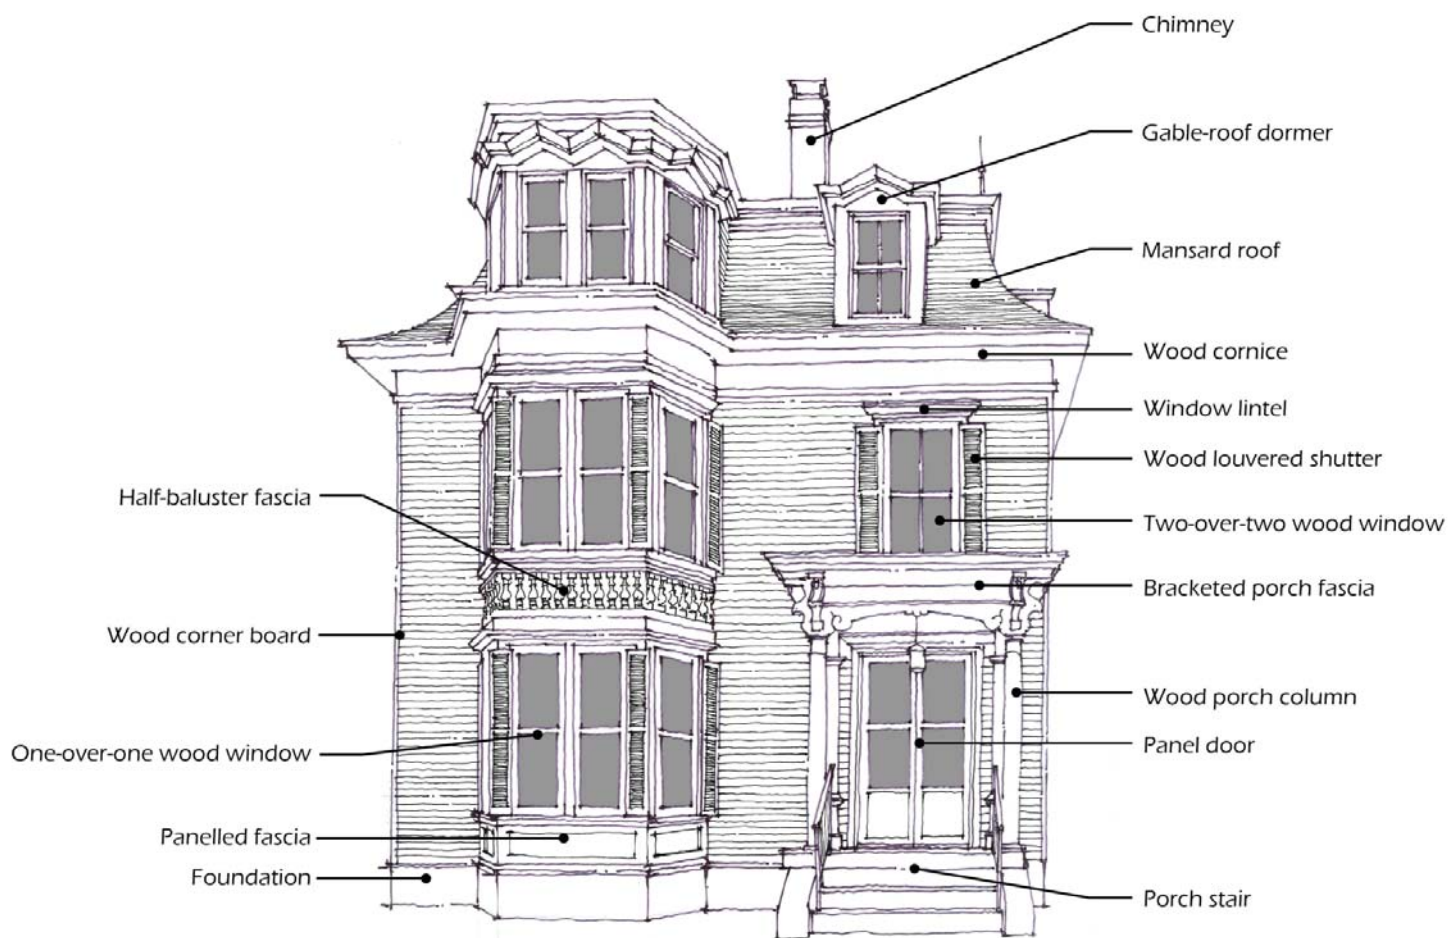 Chimney
Gable-roof dormer
Mansard roof
Wood cornice
Window lintel
Wood louvered shutter
Two-over-two wood window
Bracketed porch fascia
Wood porch column
Panel door
Porch stair
Half-baluster fascia
Wood corner board
One-over-one wood window
Panelled fascia
Foundation